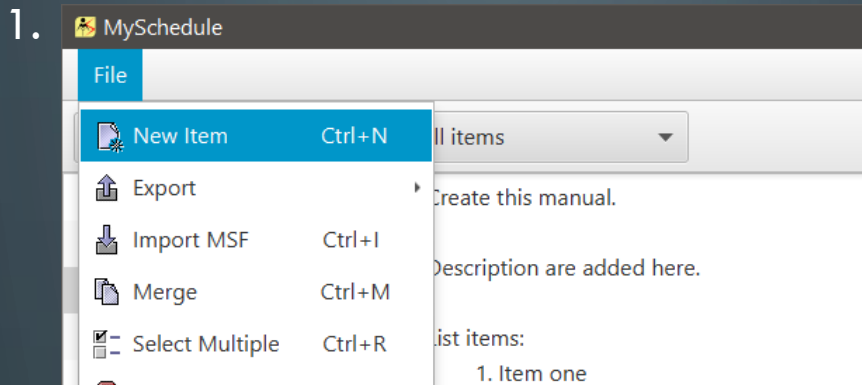 1.
MySchedule
File
New Item Ctrl+N
ll items
Export
Create this manual.
Import MSF Ctrl+I
Description are added here.
Merge Ctrl+M
Select Multiple Ctrl+R
List items:
1. Item one